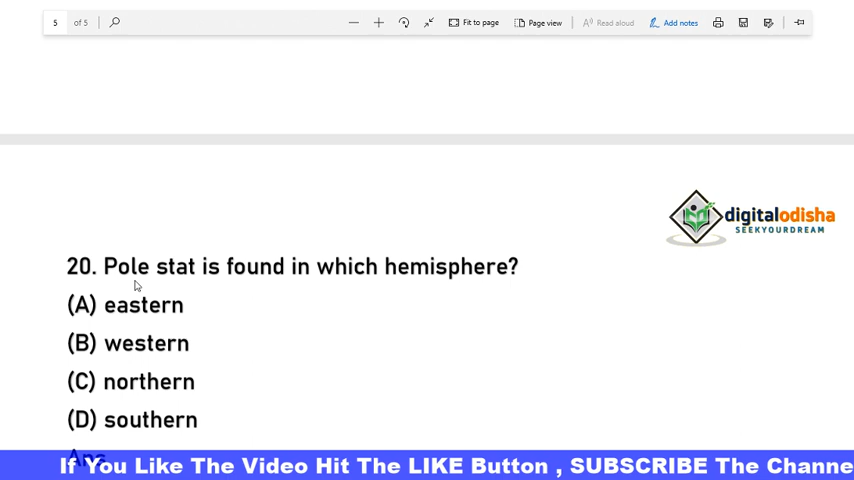 5 of 5 Fit to page Page view Read aloud Add notes
digitalodisha
SEEKYOURDREAM
20. Pole stat is found in which hemisphere?
(A) eastern
(B) western
(C) northern
(D) southern
Ans
If You Like The Video Hit The LIKE Button , SUBSCRIBE The Channe